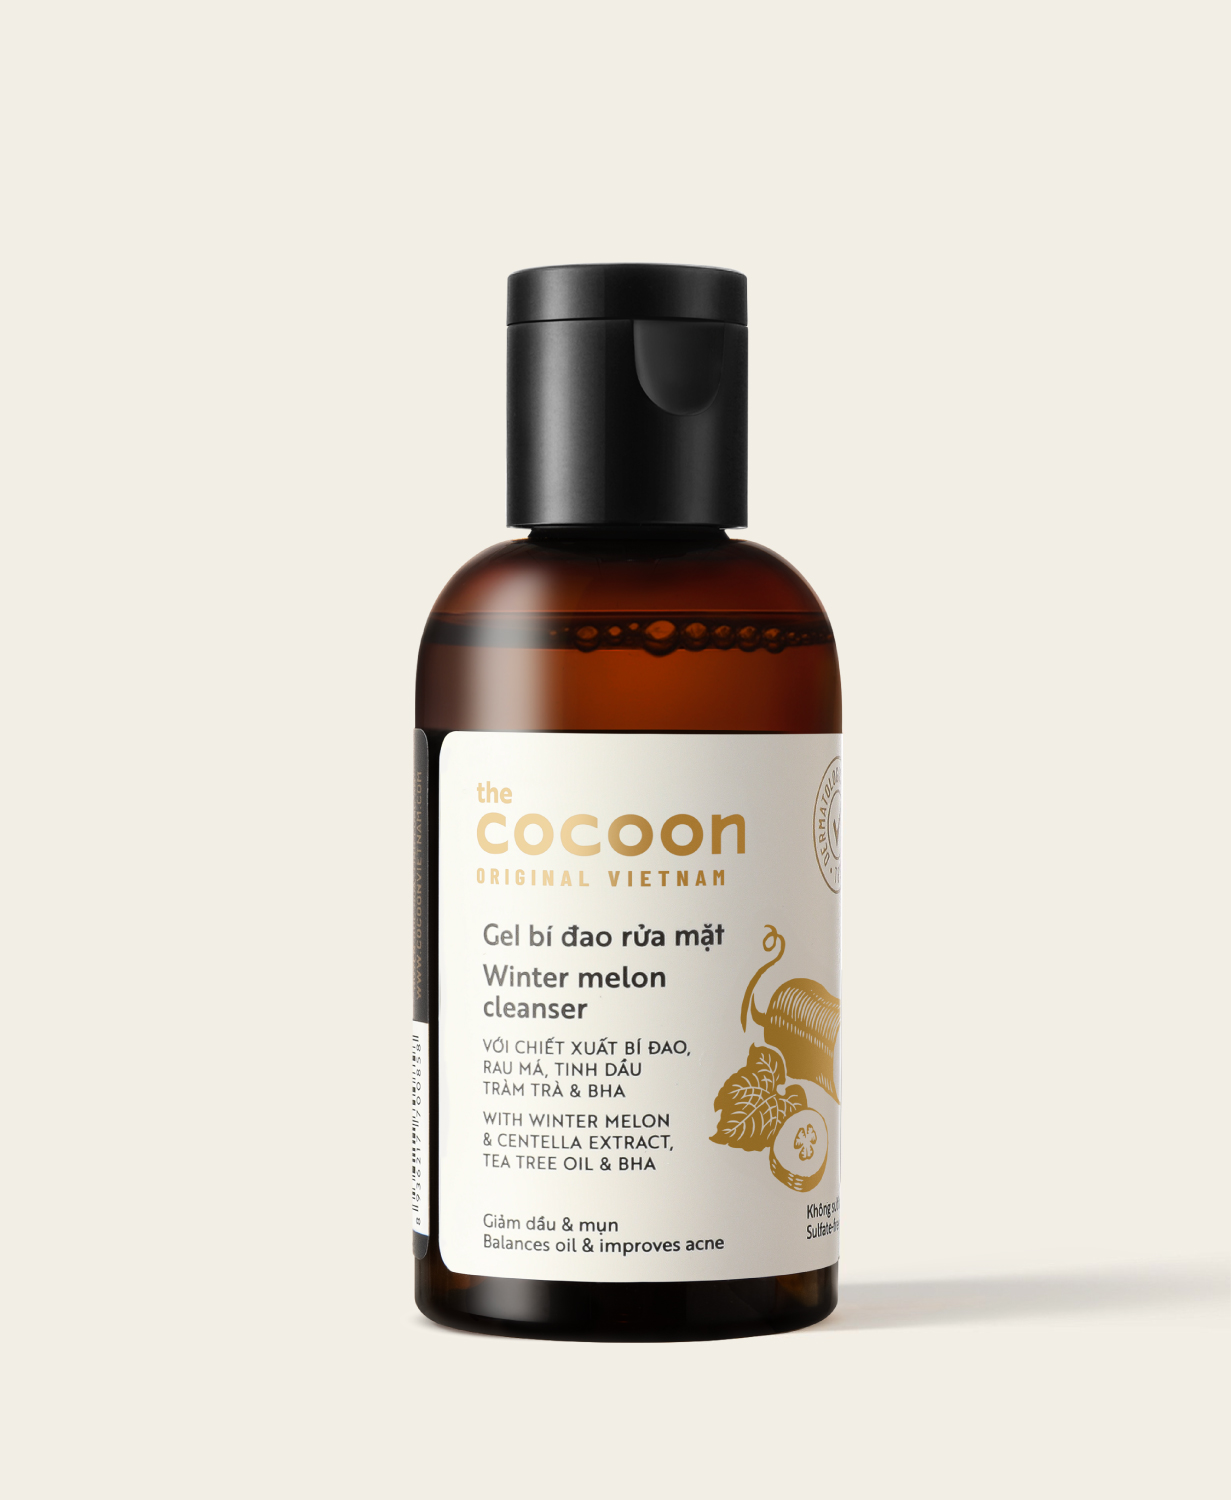 the
cocoon
ORIGINAL VIETNAM
Gel bí đao rửa mặt
Winter melon
cleanser
VỚI CHIẾT XUẤT BÍ ĐAO,
RAU MÁ, TINH DẦU
TRÀM TRÀ & BHA
WITH WINTER MELON
& CENTELLA EXTRACT,
TEA TREE OIL & BHA
Giảm dầu & mụn
Balances oil & improves acne
Không
WWW.COCOONVIETNAM.COM